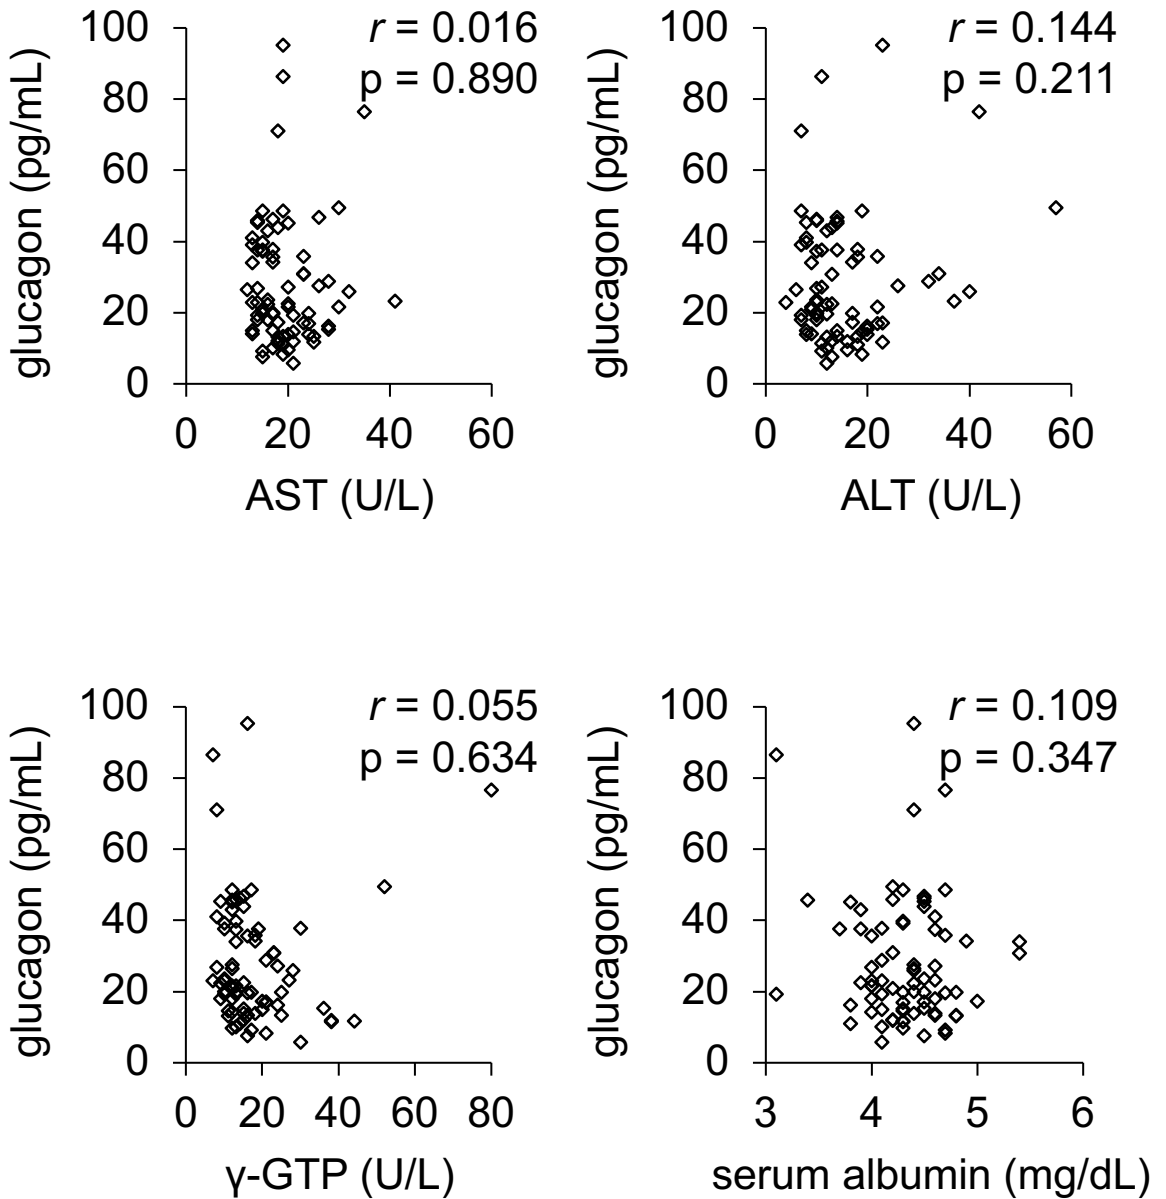 r = 0.016
p = 0.890
glucagon (pg/mL)
100
80
60
40
20
0
0 20 40 60
AST (U/L)
r = 0.144
p = 0.211
glucagon (pg/mL)
100
80
60
40
20
0
0 20 40 60
ALT (U/L)
r = 0.055
p = 0.634
glucagon (pg/mL)
100
80
60
40
20
0
0 20 40 60 80
γ-GTP (U/L)
r = 0.109
p = 0.347
glucagon (pg/mL)
100
80
60
40
20
0
3 4 5 6
serum albumin (mg/dL)